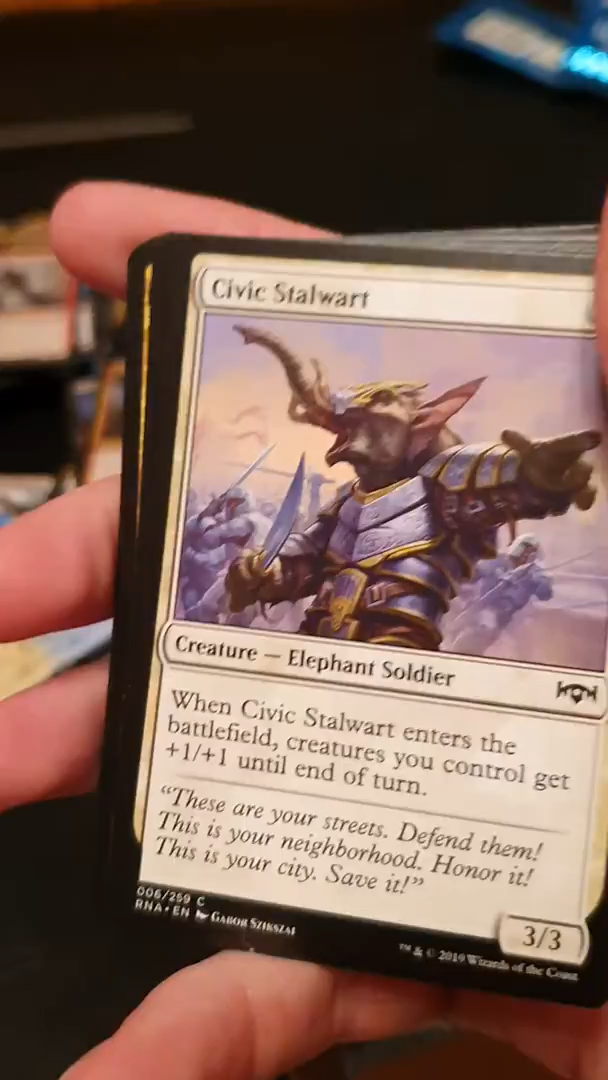 Civic Stalwart
Creature — Elephant Soldier
When Civic Stalwart enters the
battlefield, creatures you control get
+1/+1 until end of turn.
“These are your streets. Defend them!
This is your neighborhood. Honor it!
This is your city. Save it!”
006/259 C
RNA • EN Gabor Szikszai
3/3
™ & © 2019 Wizards of the Coast